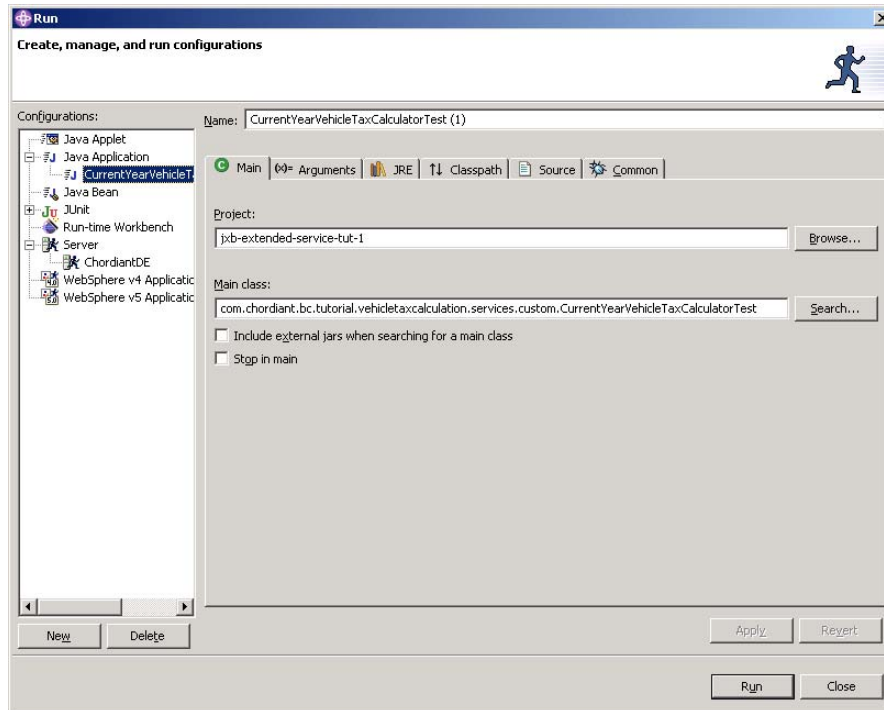 Run
Create, manage, and run configurations
Configurations:
Java Applet
Java Application
CurrentYearVehicleT
Java Bean
JUnit
Run-time Workbench
Server
ChordiantDE
WebSphere v4 Applicatic
WebSphere v5 Applicatic
New
Delete
Name: CurrentYearVehicleTaxCalculatorTest (1)
Main (x)= Arguments JRE Classpath Source Common
Project:
jxb-extended-service-tut-1
Browse...
Main class:
com.chordiant.bc.tutorial.vehicletaxcalculation.services.custom.CurrentYearVehicleTaxCalculatorTest
Search...
Include external jars when searching for a main class
Stop in main
Apply
Revert
Run
Close